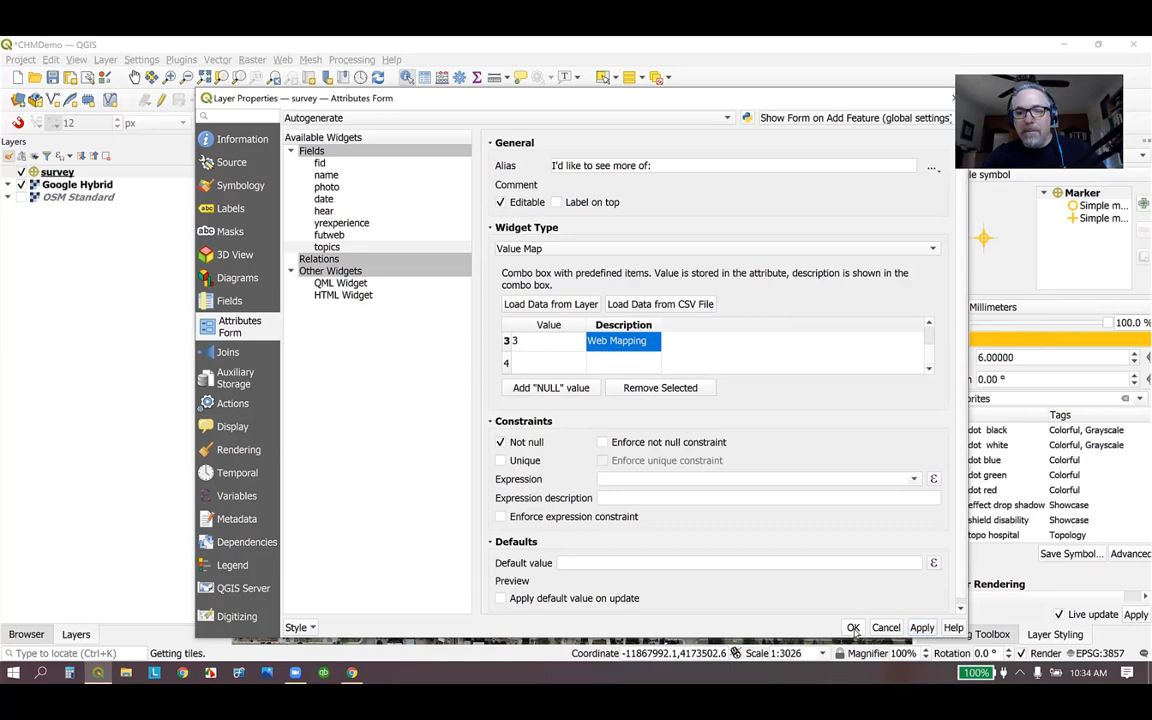 *CHMDemo — QGIS
Project Edit View Layer Settings Plugins Vector Raster Database Web Mesh Processing Help
12 px
Layers
survey
Google Hybrid
OSM Standard
Layer Properties — survey — Attributes Form
Autogenerate
Show Form on Add Feature (global settings)
Information
Source
Symbology
Labels
Masks
3D View
Diagrams
Fields
Attributes Form
Joins
Auxiliary Storage
Actions
Display
Rendering
Temporal
Variables
Metadata
Dependencies
Legend
QGIS Server
Digitizing
Available Widgets
Fields
fid
name
photo
date
hear
yrexperience
futweb
topics
Relations
Other Widgets
QML Widget
HTML Widget
General
Alias I'd like to see more of: ...
Comment
Editable Label on top
Widget Type
Value Map
Combo box with predefined items. Value is stored in the attribute, description is shown in the
combo box.
Load Data from Layer Load Data from CSV File
Value Description
3 3 Web Mapping
4
Add "NULL" value Remove Selected
Constraints
Not null Enforce not null constraint
Unique Enforce unique constraint
Expression ε
Expression description
Enforce expression constraint
Defaults
Default value ε
Preview
Apply default value on update
Style OK Cancel Apply Help
le symbol
Marker
Simple m...
Simple m...
Millimeters
100.0 %
6.00000
0.00 °
orites
Tags
dot black Colorful, Grayscale
dot white Colorful, Grayscale
dot blue Colorful
dot green Colorful
dot red Colorful
effect drop shadow Showcase
shield disability Showcase
topo hospital Topology
Save Symbol... Advanced
er Rendering
Live update Apply
Browser Layers
g Toolbox Layer Styling
Type to locate (Ctrl+K) Getting tiles. Coordinate -11867992.1,4173502.6 Scale 1:3026 Magnifier 100% Rotation 0.0 ° Render EPSG:3857
100% 10:34 AM